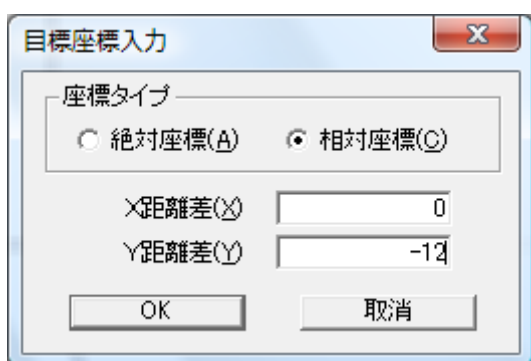 目標座標入力
座標タイプ
絶対座標(A) 相対座標(C)
X距離差(X) 0
Y距離差(Y) -12
OK 取消